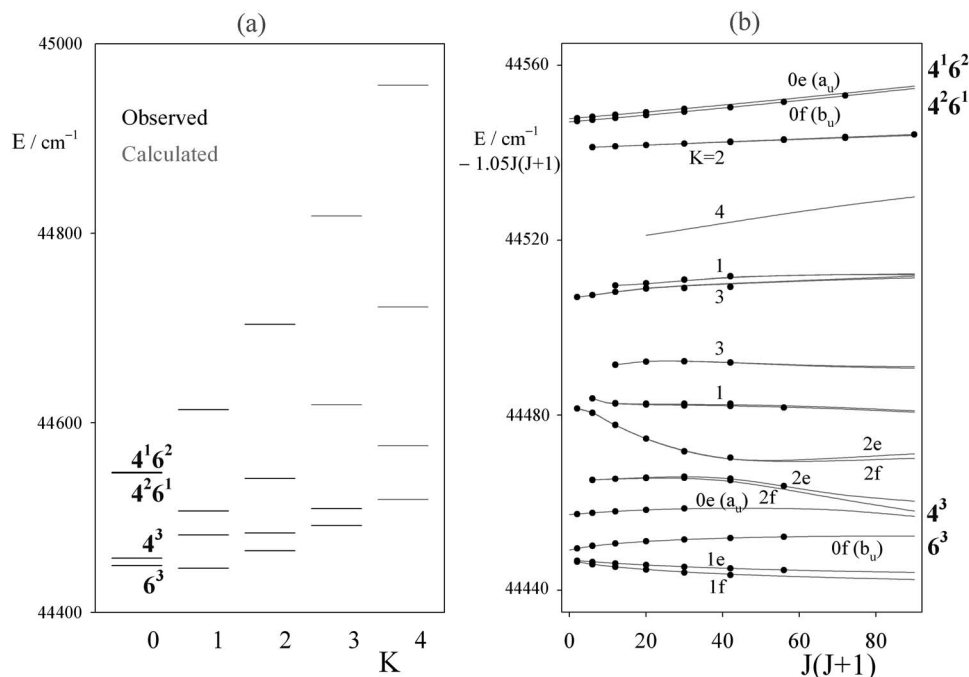 (a)
45000
Observed
E / cm⁻¹
Calculated
44800
44600
4¹6²
4²6¹
4³
6³
44400
0 1 2 3 4
K
(b)
44560
4¹6²
0e (aᵤ)
4²6¹
0f (bᵤ)
E / cm⁻¹
− 1.05J(J+1)
K=2
4
44520
1
3
3
1
44480
2e
2f
2e
2f
0e (aᵤ)
4³
0f (bᵤ)
6³
1e
1f
44440
0 20 40 60 80
J(J+1)